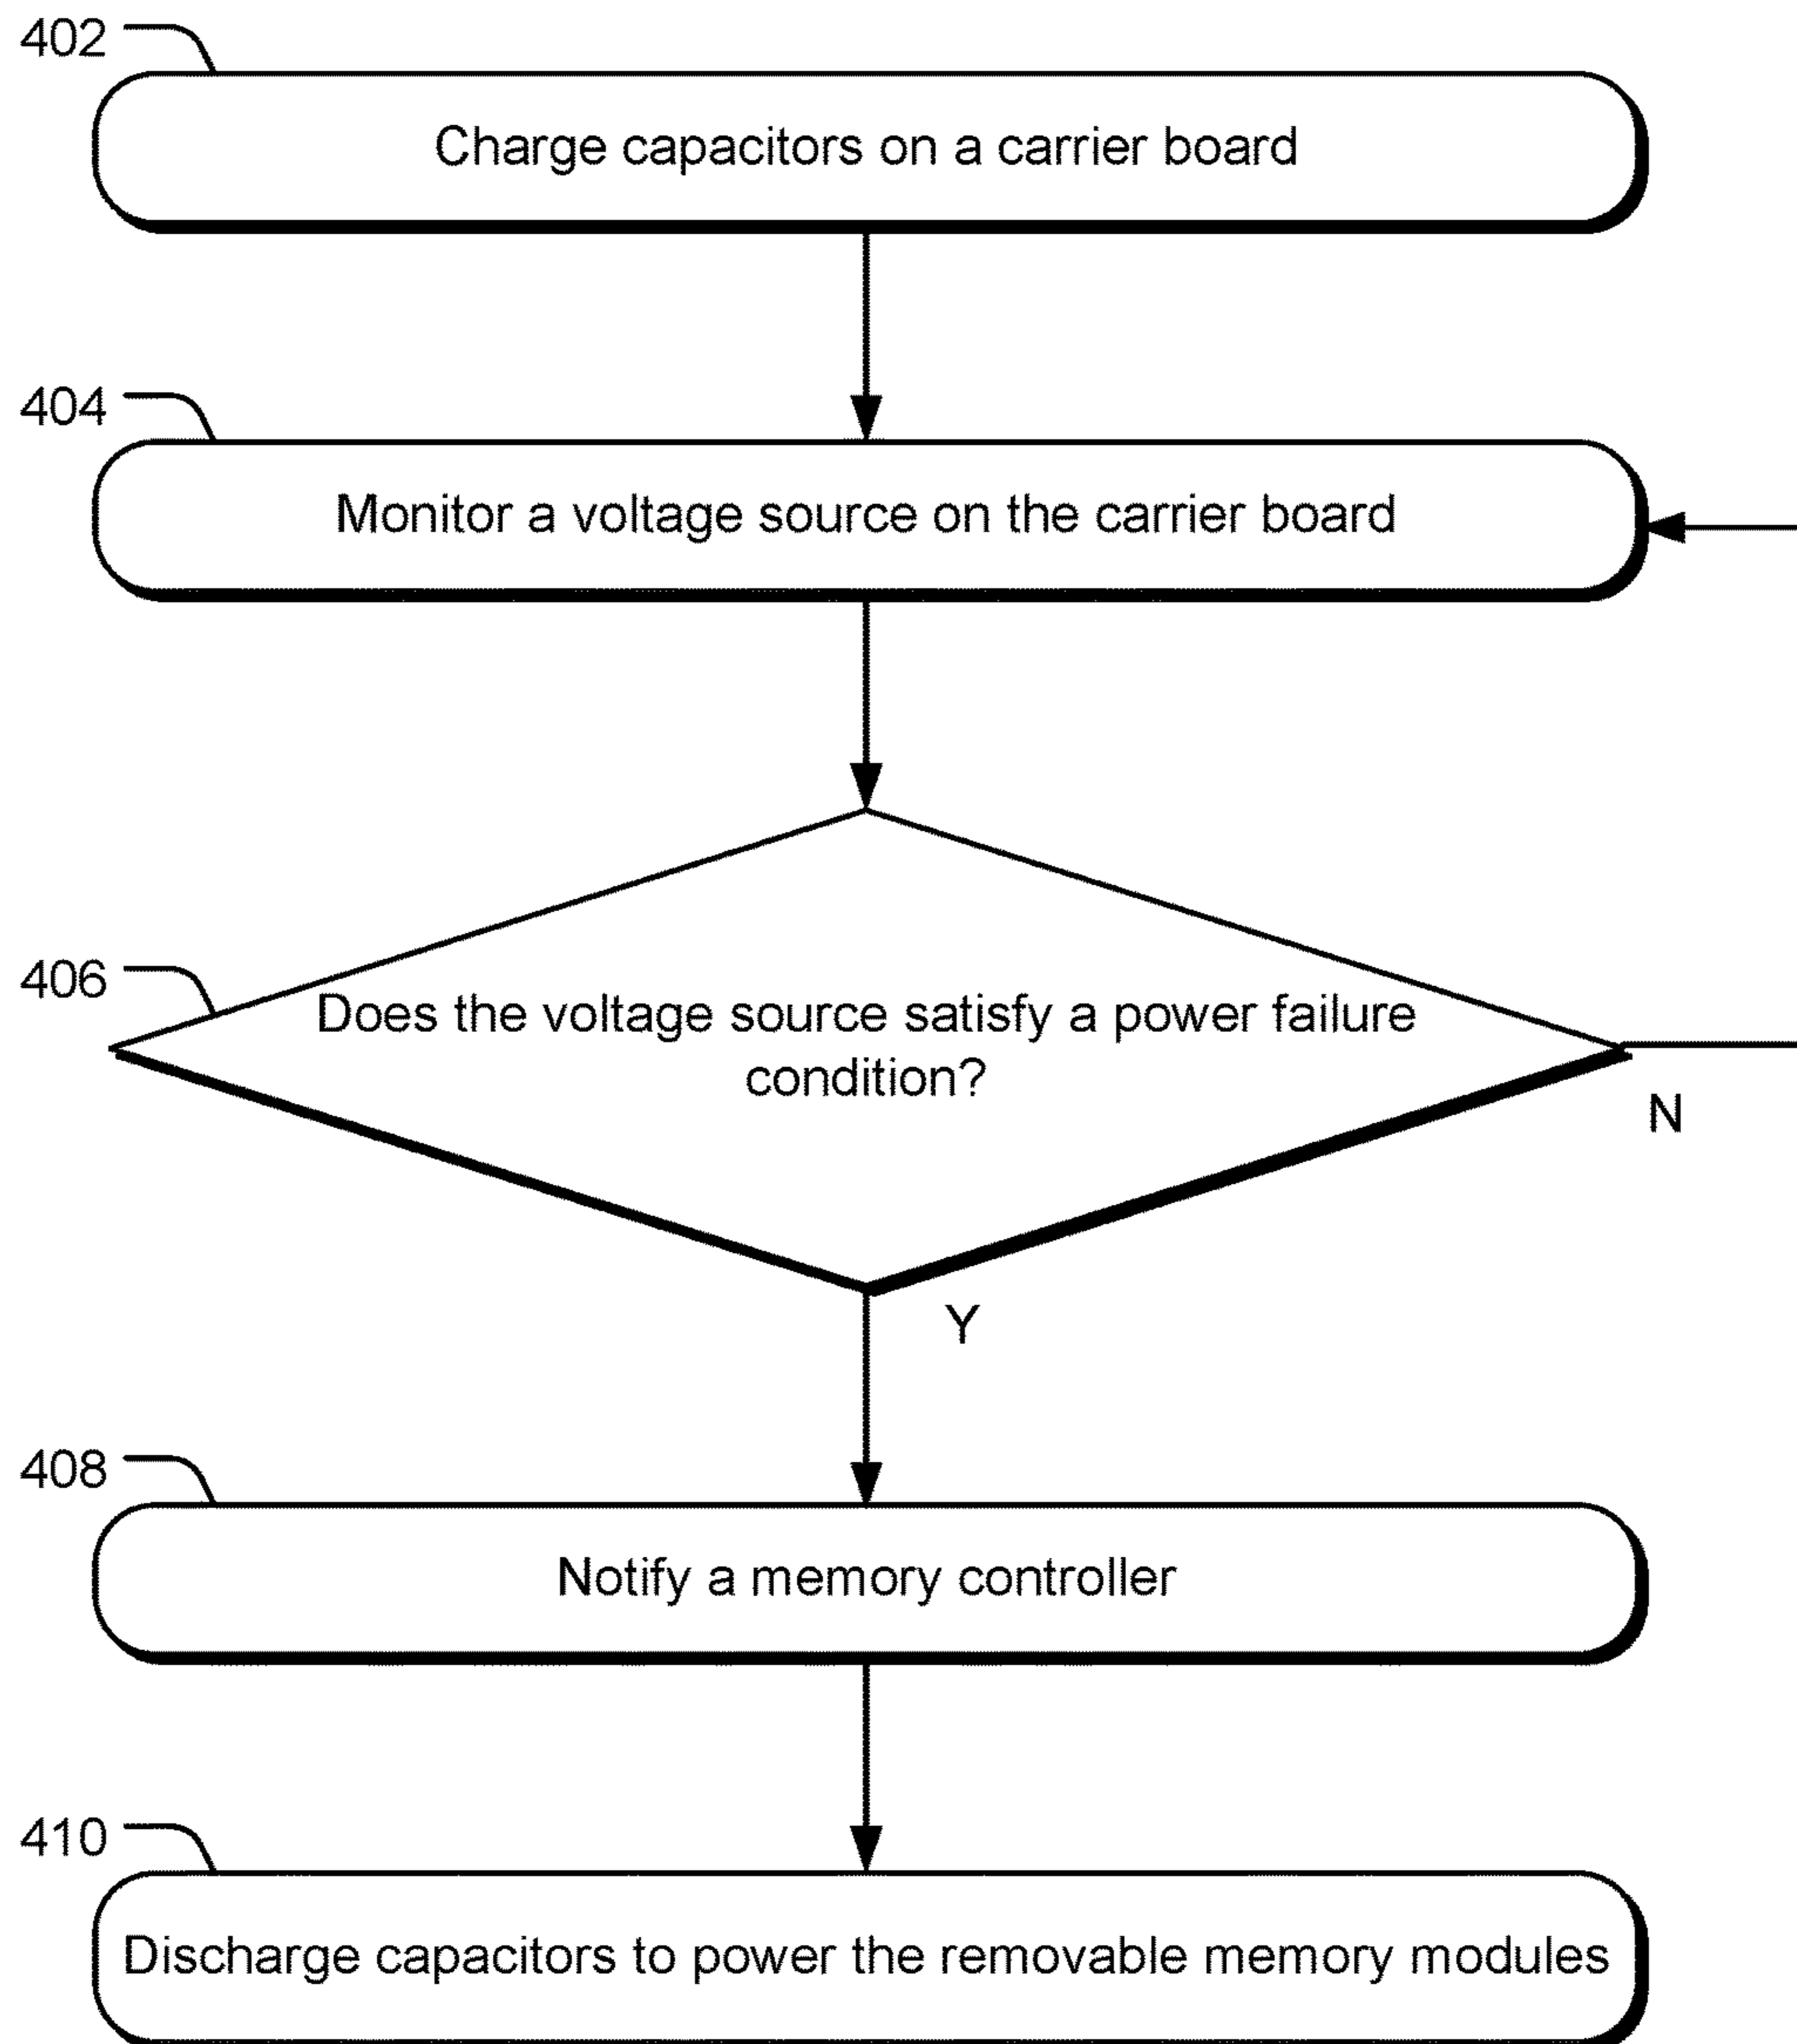 402
Charge capacitors on a carrier board
404
Monitor a voltage source on the carrier board
406
Does the voltage source satisfy a power failure
condition?
N
Y
408
Notify a memory controller
410
Discharge capacitors to power the removable memory modules